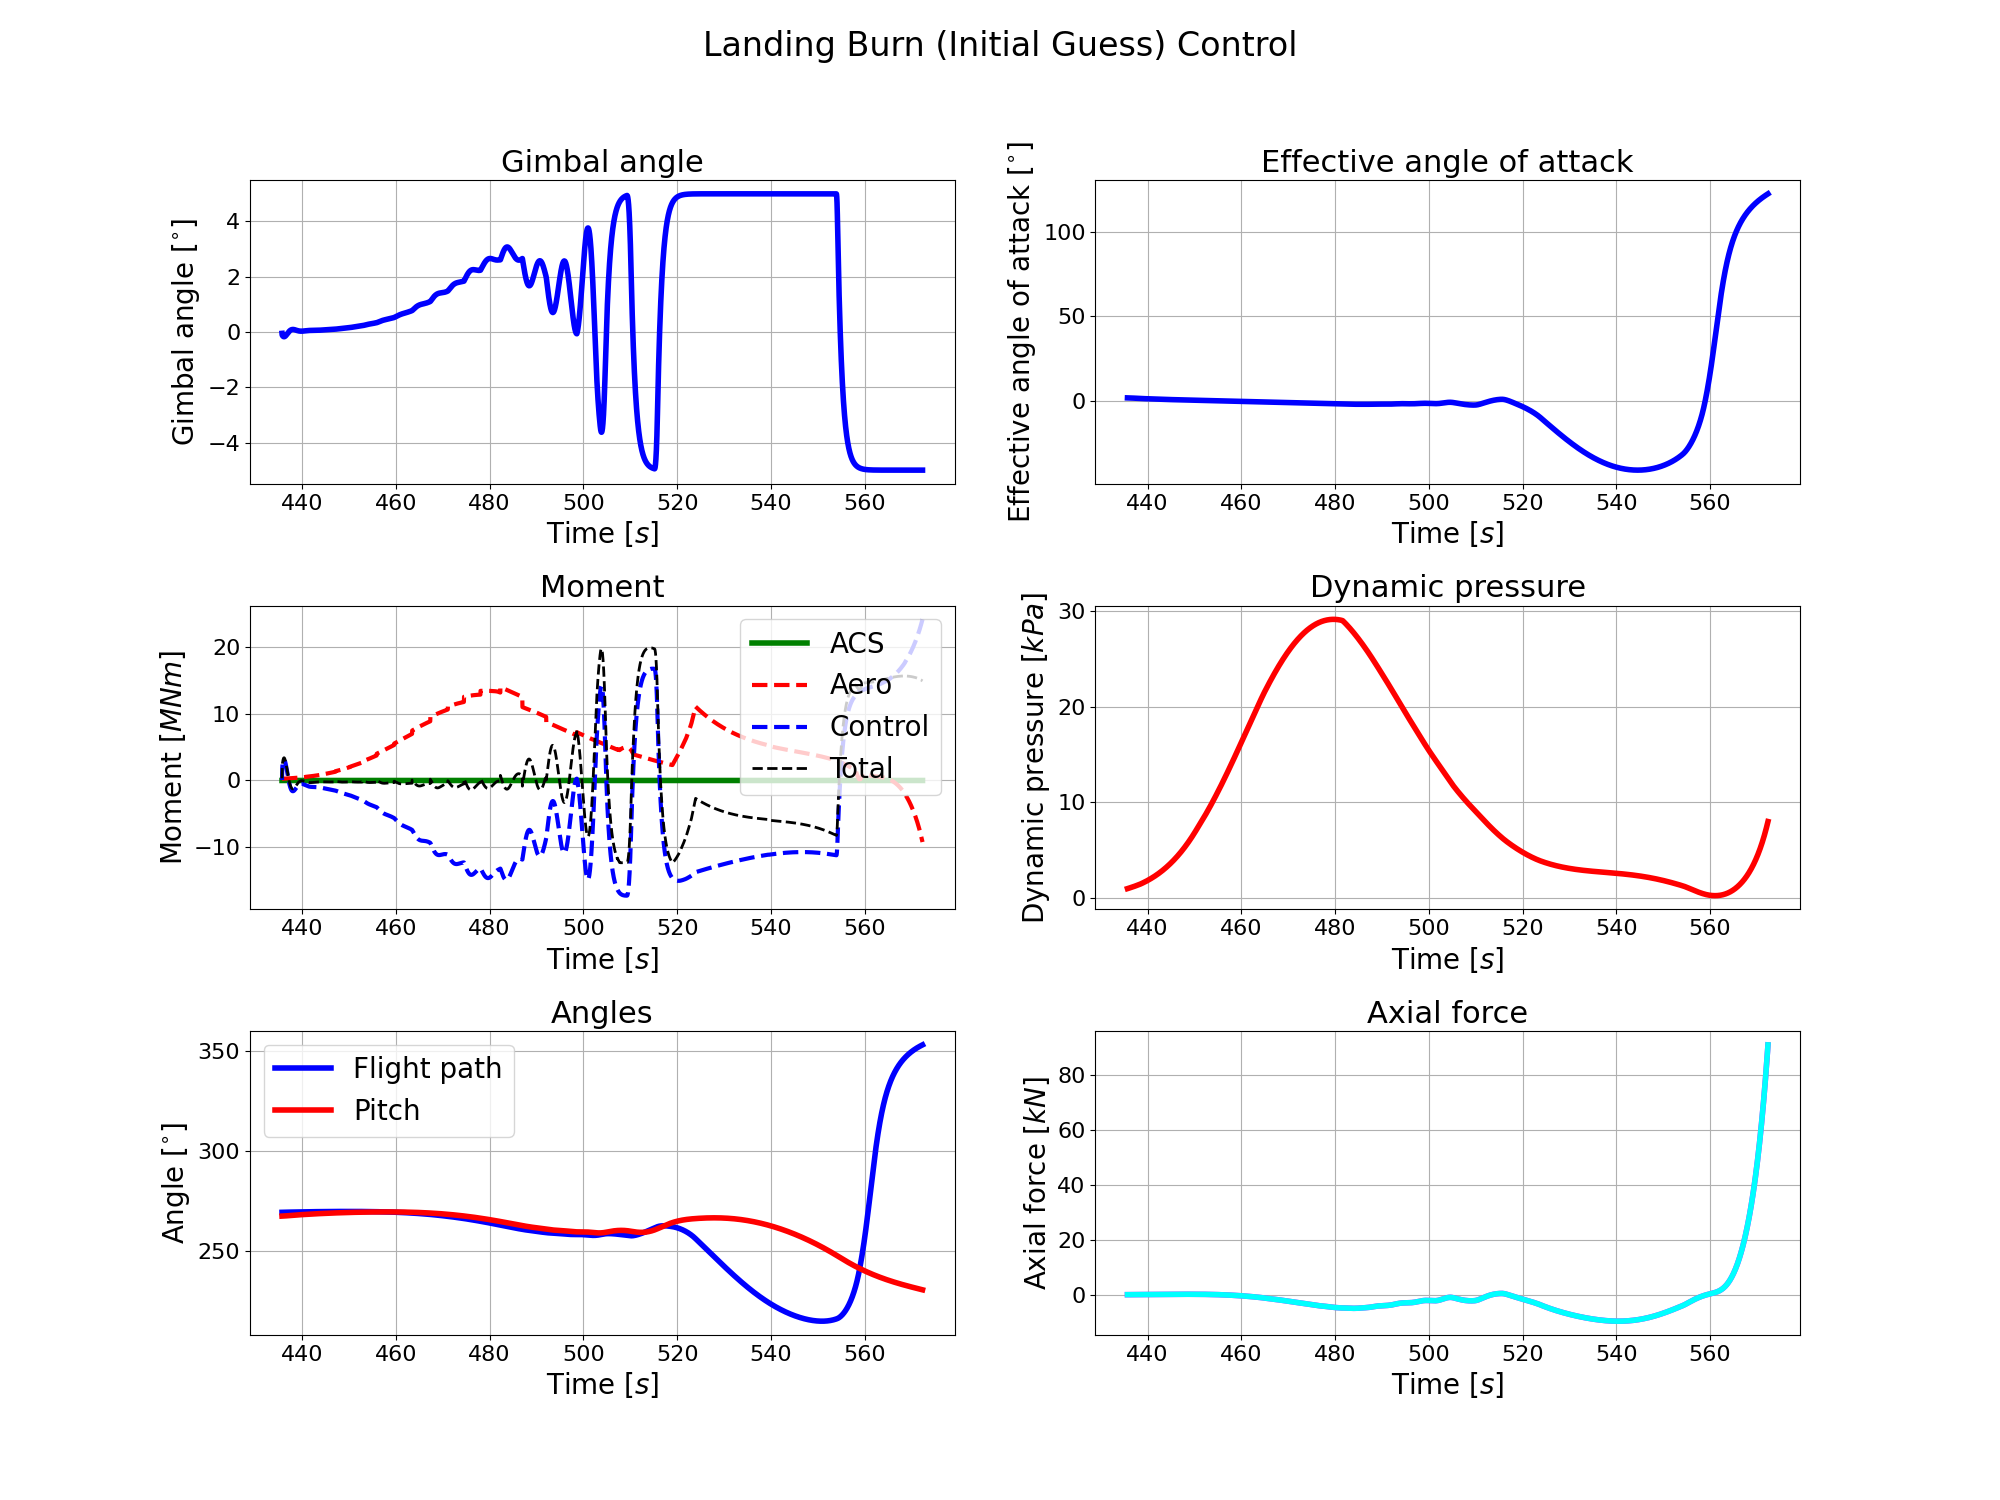 Landing Burn (Initial Guess) Control
Gimbal angle
Gimbal angle [°]
4
2
0
−2
−4
440 460 480 500 520 540 560
Time [s]
Effective angle of attack
Effective angle of attack [°]
100
50
0
440 460 480 500 520 540 560
Time [s]
Moment
Moment [MNm]
20
10
0
−10
ACS
Aero
Control
Total
440 460 480 500 520 540 560
Time [s]
Dynamic pressure
Dynamic pressure [kPa]
30
20
10
0
440 460 480 500 520 540 560
Time [s]
Angles
Angle [°]
350
300
250
Flight path
Pitch
440 460 480 500 520 540 560
Time [s]
Axial force
Axial force [kN]
80
60
40
20
0
440 460 480 500 520 540 560
Time [s]